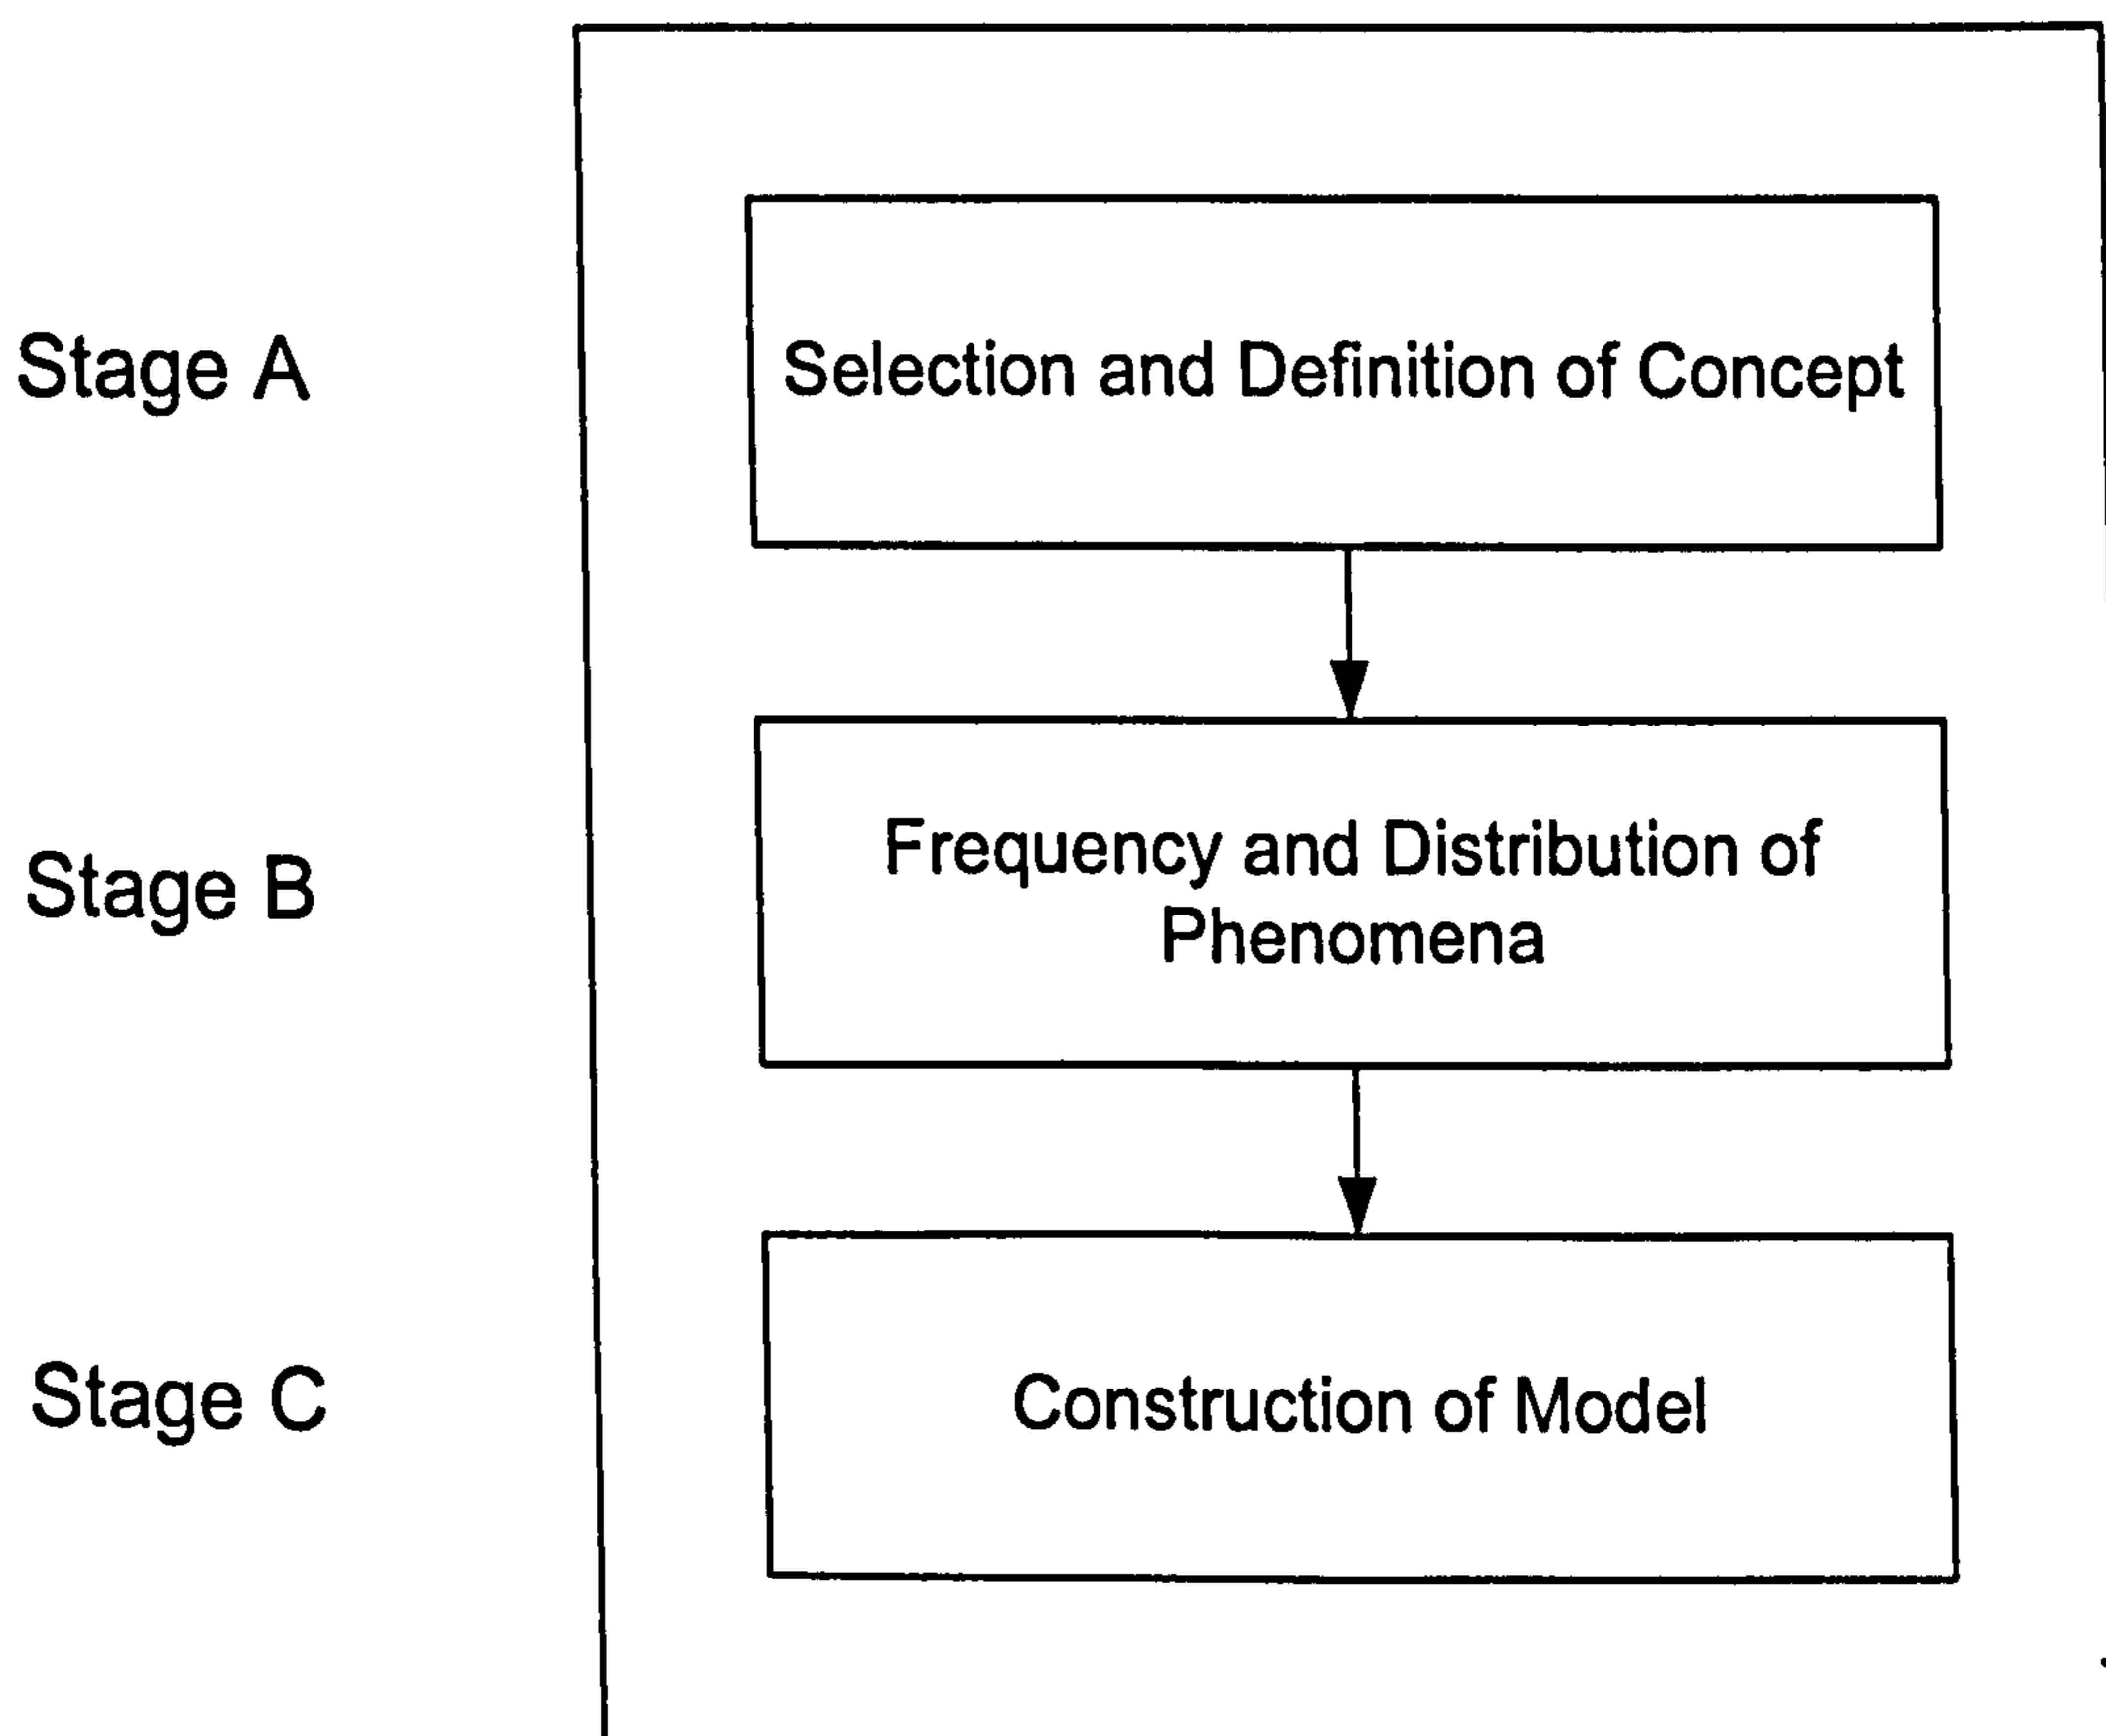 Stage A
Selection and Definition of Concept
Stage B
Frequency and Distribution of
Phenomena
Stage C
Construction of Model